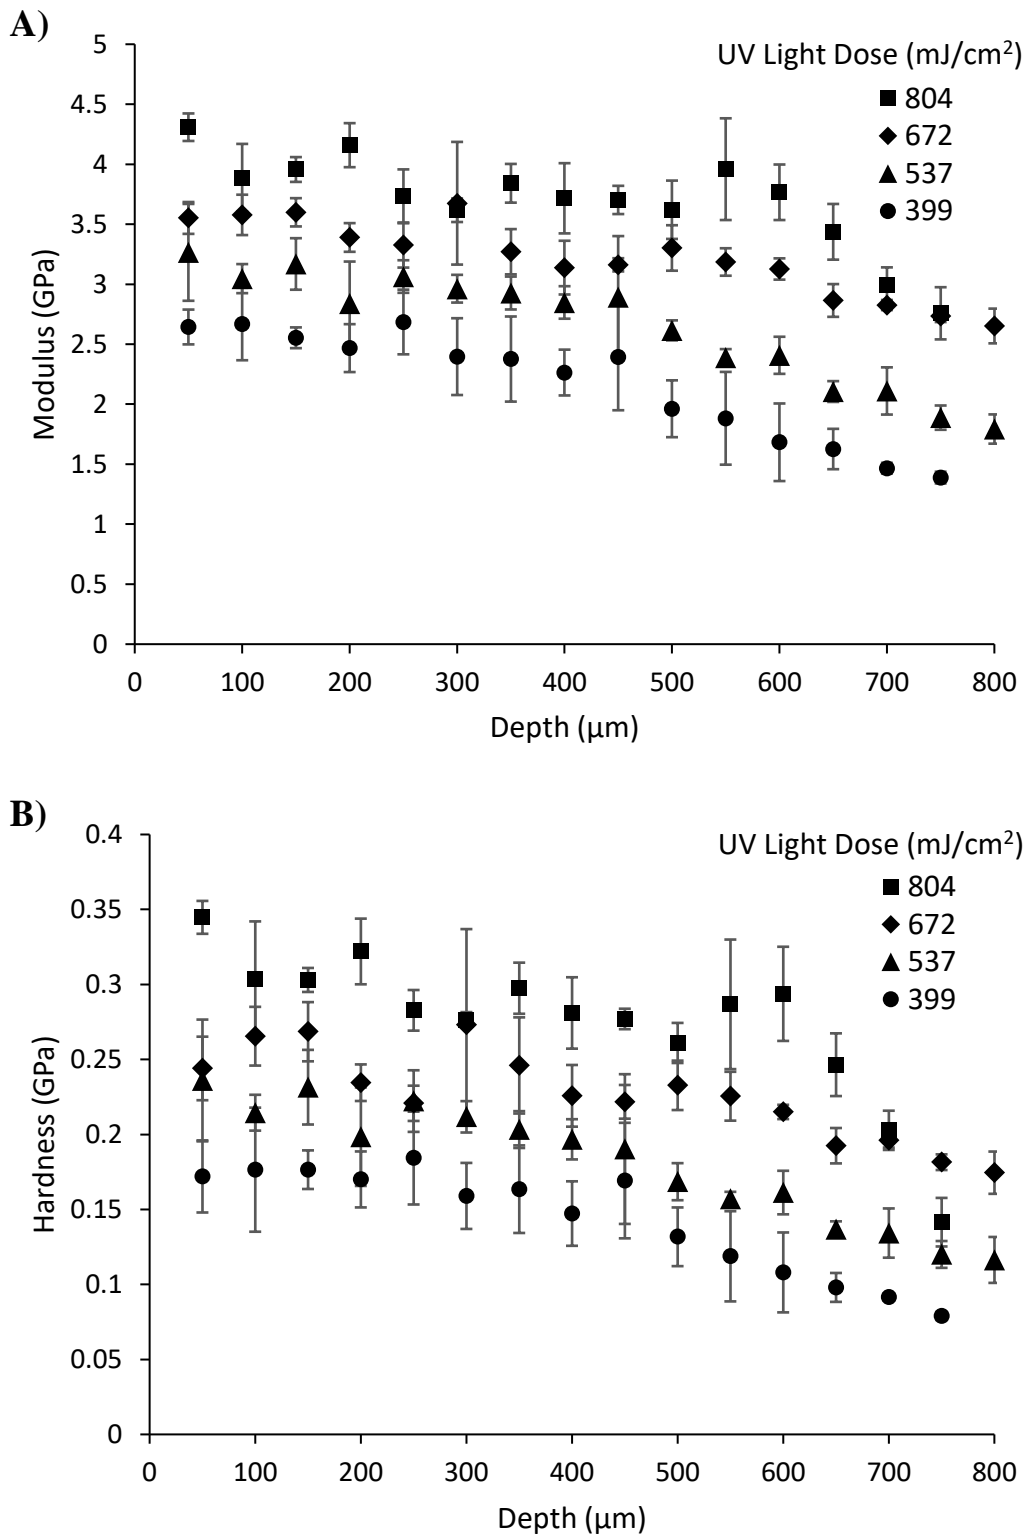 A)
UV Light Dose (mJ/cm²)
804
672
537
399
5
4.5
4
3.5
3
2.5
2
1.5
1
0.5
0
Modulus (GPa)
0 100 200 300 400 500 600 700 800
Depth (µm)
B)
UV Light Dose (mJ/cm²)
804
672
537
399
0.4
0.35
0.3
0.25
0.2
0.15
0.1
0.05
0
Hardness (GPa)
0 100 200 300 400 500 600 700 800
Depth (µm)